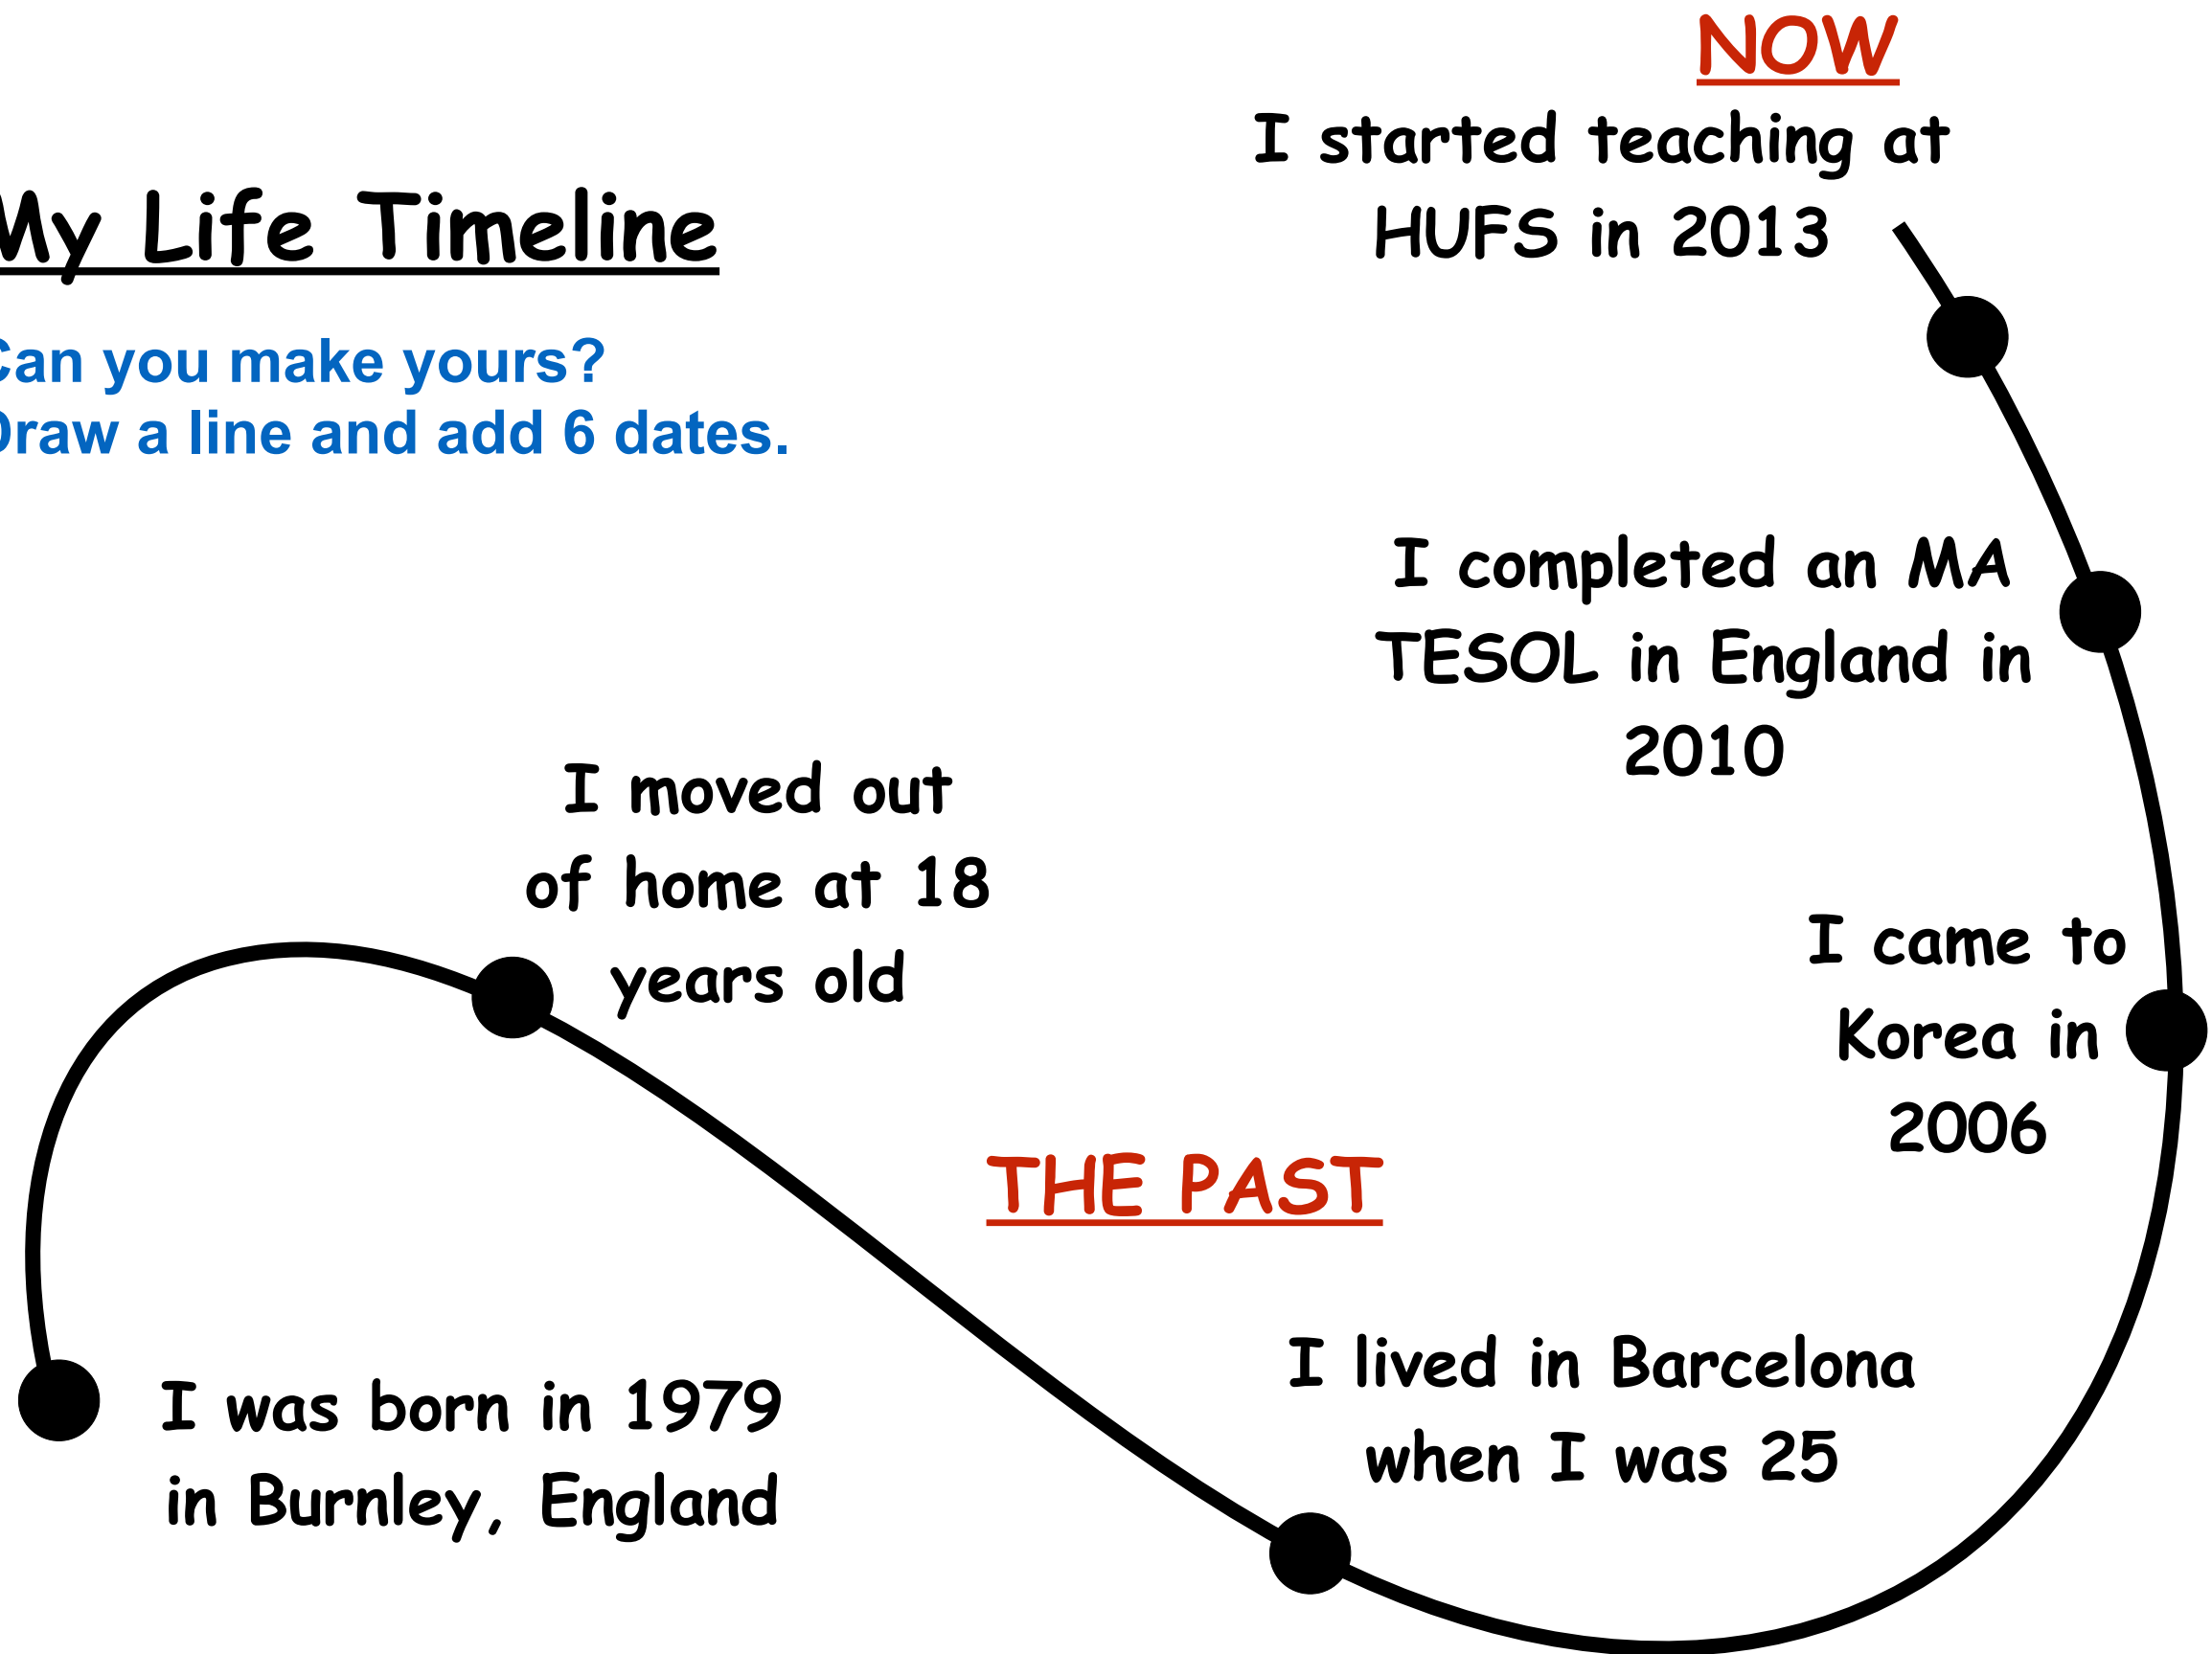 NOW
I started teaching at
HUFS in 2013
My Life Timeline
Can you make yours?
Draw a line and add 6 dates.
I completed an MA
TESOL in England in
2010
I moved out
of home at 18
years old
I came to
Korea in
2006
THE PAST
I lived in Barcelona
when I was 25
I was born in 1979
in Burnley, England